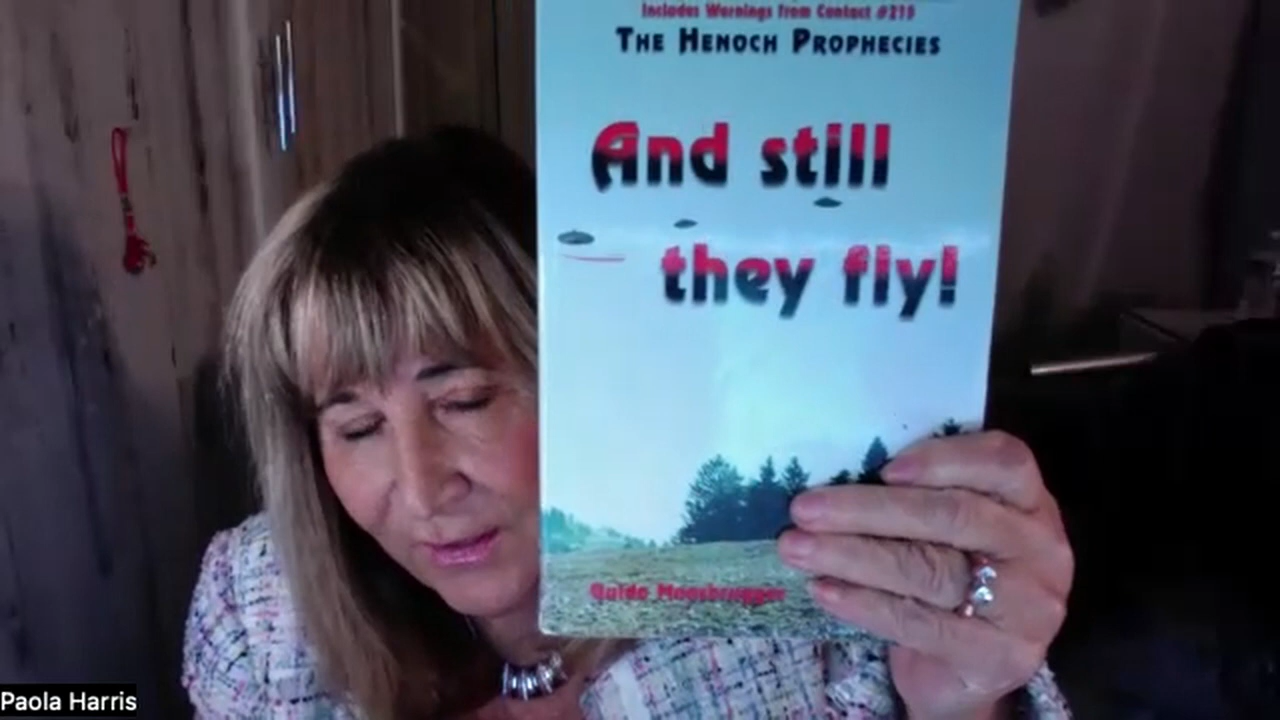 Includes Warnings from Contact #215
THE HENOCH PROPHECIES
And still
they fly!
Guido Moosbrugger
Paola Harris